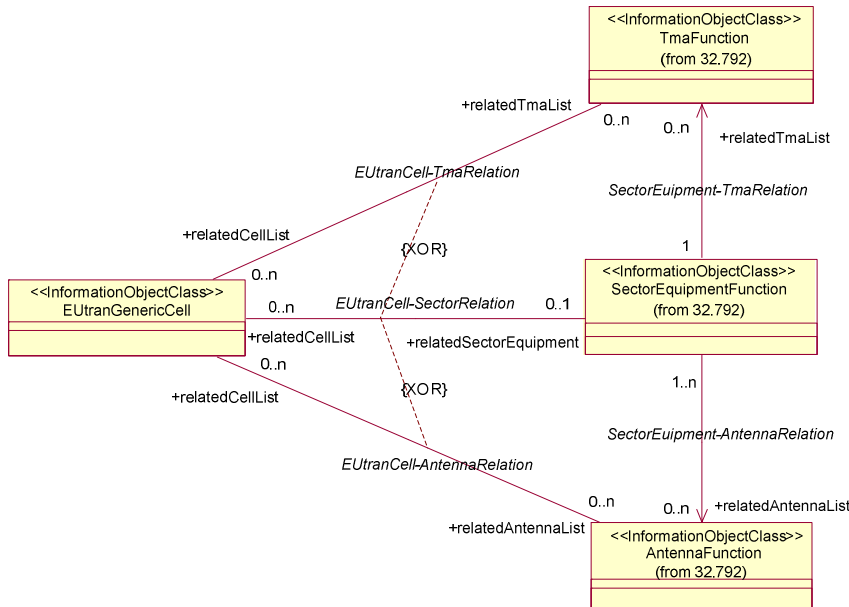 <<InformationObjectClass>>
TmaFunction
(from 32.792)
+relatedTmaList
0..n
0..n
+relatedTmaList
EUtranCell-TmaRelation
SectorEuipment-TmaRelation
+relatedCellList
{XOR}
1
0..n
<<InformationObjectClass>>
EUtranGenericCell
0..n
EUtranCell-SectorRelation
0..1
<<InformationObjectClass>>
SectorEquipmentFunction
(from 32.792)
+relatedCellList
+relatedSectorEquipment
0..n
+relatedCellList
{XOR}
1..n
SectorEuipment-AntennaRelation
EUtranCell-AntennaRelation
0..n
0..n
+relatedAntennaList
+relatedAntennaList
<<InformationObjectClass>>
AntennaFunction
(from 32.792)